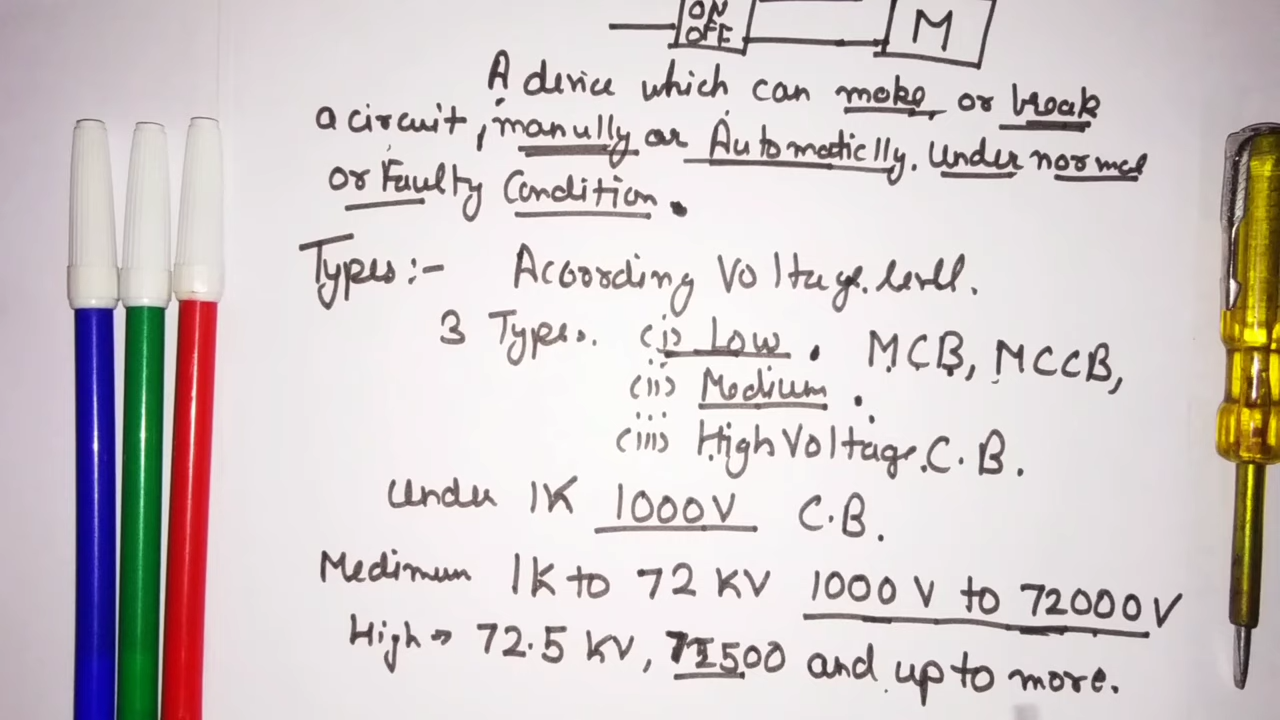 ON
OFF
M
A device which can make or break
a circuit, manully or Automaticlly. Under normal
or Faulty Condition.
Types:- Acoording Voltage. levll.
3 Types. (i) Low . MCB, MCCB,
(ii) Medium .
(iii) High Voltage. C.B.
Under 1K 1000V C.B.
Medimum 1K to 72 KV 1000 V to 72000 V
High → 72.5 KV, 72500 and up to more.